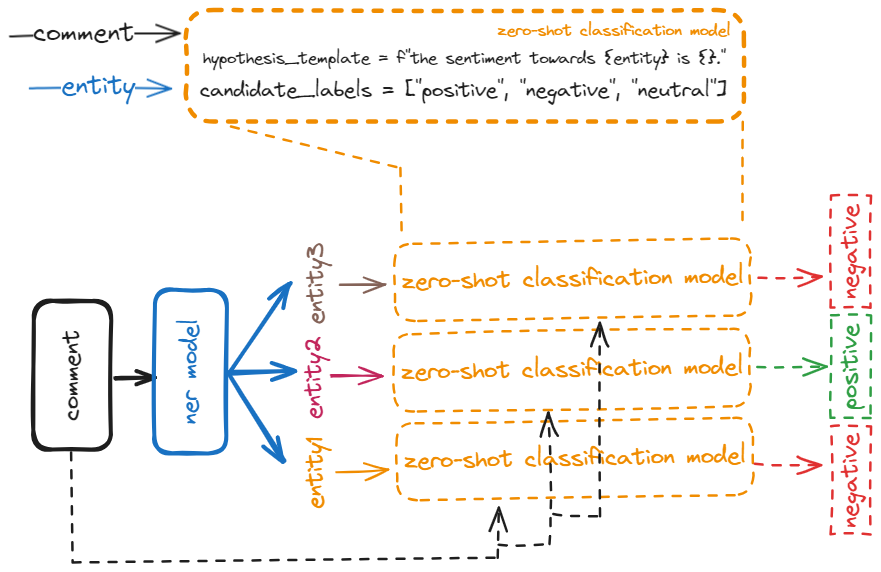 comment
zero-shot classification model
hypothesis_template = f"the sentiment towards {entity} is {}."
entity
candidate_labels = ["positive", "negative", "neutral"]
comment
ner model
entity3
zero-shot classification model
negative
entity2
zero-shot classification model
positive
entity1
zero-shot classification model
negative